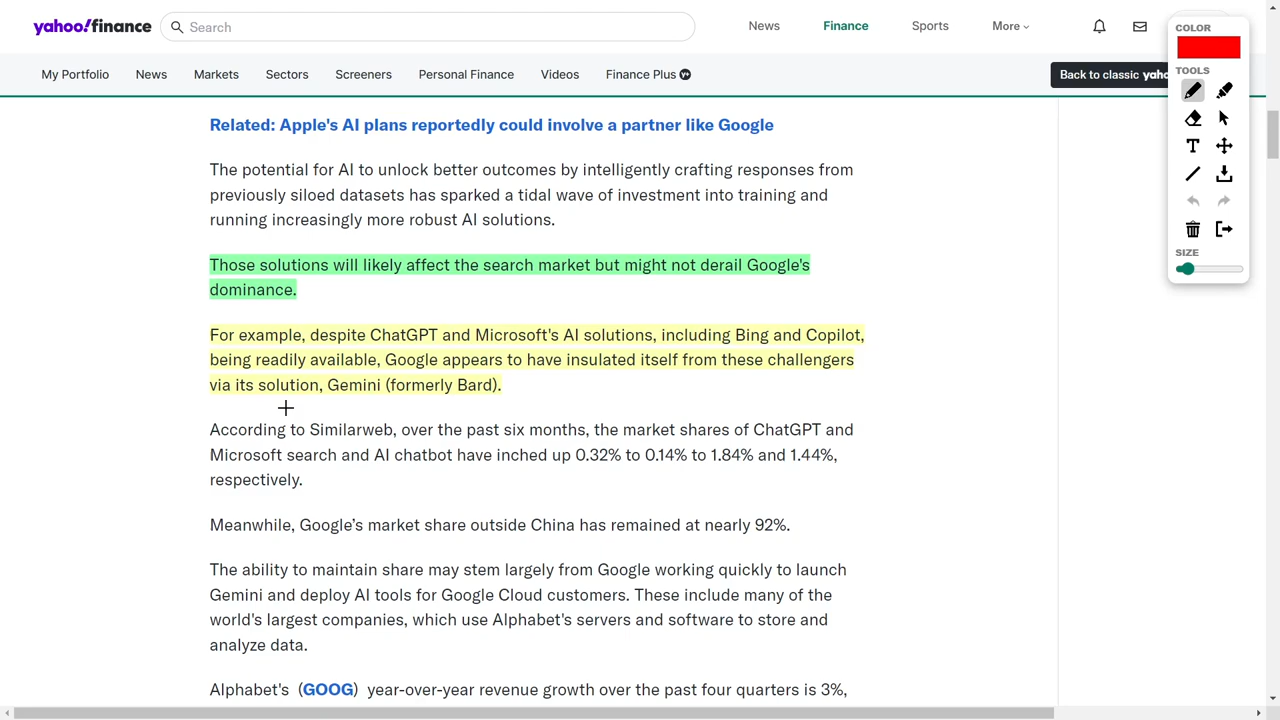 yahoo!finance
Search
News
Finance
Sports
More
COLOR
My Portfolio
News
Markets
Sectors
Screeners
Personal Finance
Videos
Finance Plus
Back to classic
TOOLS
Related: Apple's AI plans reportedly could involve a partner like Google
The potential for AI to unlock better outcomes by intelligently crafting responses from
previously siloed datasets has sparked a tidal wave of investment into training and
running increasingly more robust AI solutions.
SIZE
Those solutions will likely affect the search market but might not derail Google's
dominance.
For example, despite ChatGPT and Microsoft's AI solutions, including Bing and Copilot,
being readily available, Google appears to have insulated itself from these challengers
via its solution, Gemini (formerly Bard).
According to Similarweb, over the past six months, the market shares of ChatGPT and
Microsoft search and AI chatbot have inched up 0.32% to 0.14% to 1.84% and 1.44%,
respectively.
Meanwhile, Google’s market share outside China has remained at nearly 92%.
The ability to maintain share may stem largely from Google working quickly to launch
Gemini and deploy AI tools for Google Cloud customers. These include many of the
world's largest companies, which use Alphabet's servers and software to store and
analyze data.
Alphabet's (GOOG) year-over-year revenue growth over the past four quarters is 3%,